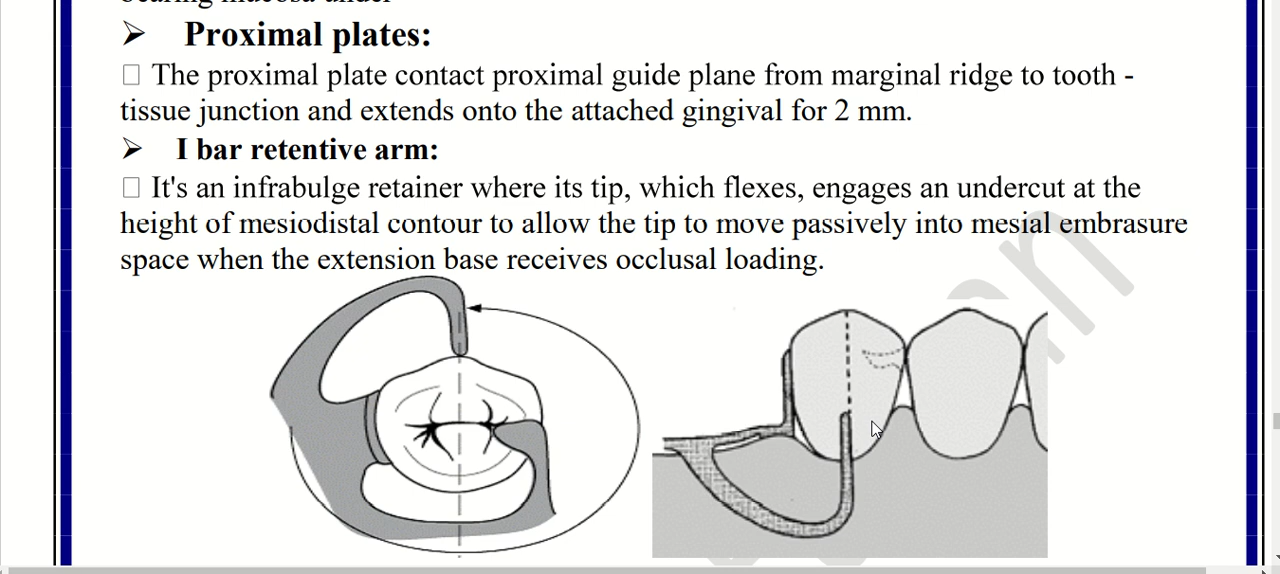 ➢ Proximal plates:
□ The proximal plate contact proximal guide plane from marginal ridge to tooth -
tissue junction and extends onto the attached gingival for 2 mm.
➢ I bar retentive arm:
□ It's an infrabulge retainer where its tip, which flexes, engages an undercut at the
height of mesiodistal contour to allow the tip to move passively into mesial embrasure
space when the extension base receives occlusal loading.